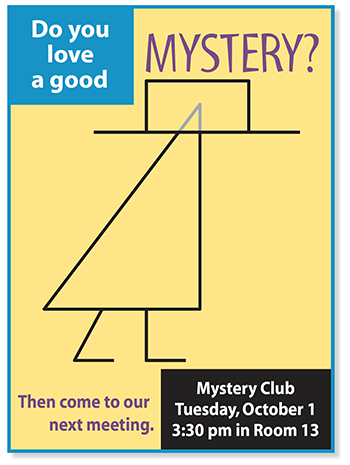 Do you
love
a good
MYSTERY?
Then come to our
next meeting.
Mystery Club
Tuesday, October 1
3:30 pm in Room 13